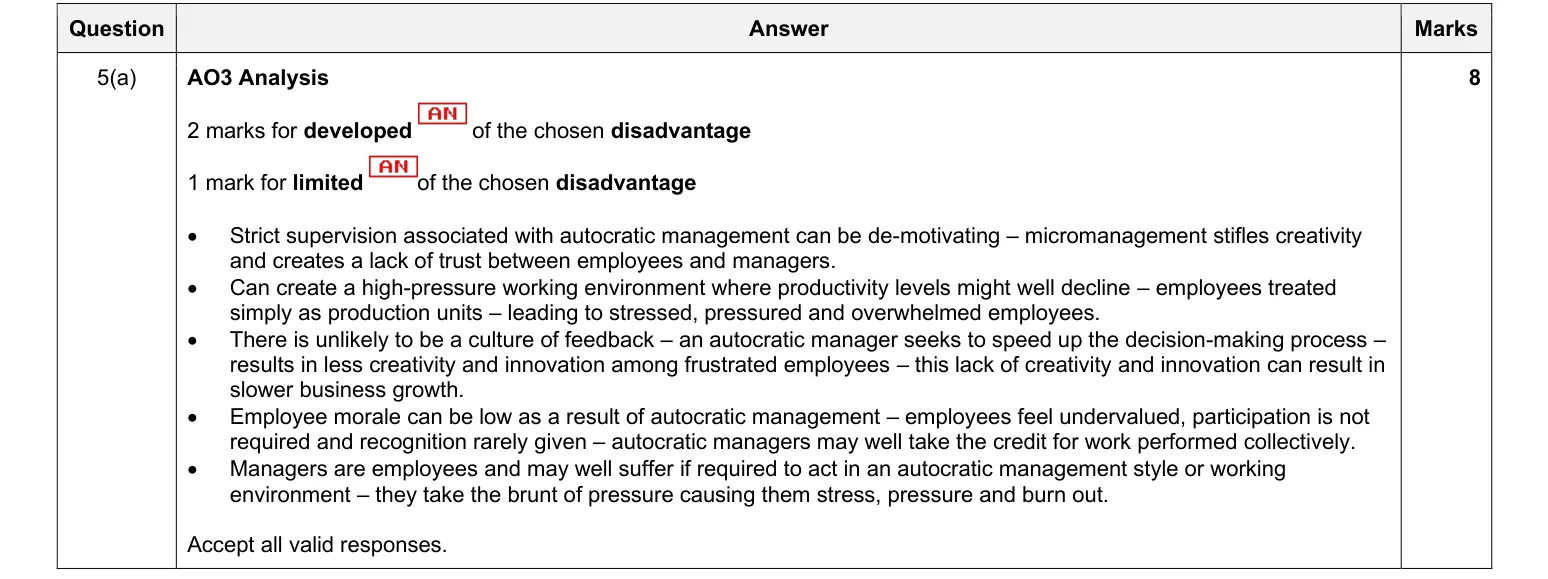 Question Answer Marks
5(a) AO3 Analysis 8
2 marks for developed AN of the chosen disadvantage
1 mark for limited AN of the chosen disadvantage
• Strict supervision associated with autocratic management can be de-motivating – micromanagement stifles creativity
and creates a lack of trust between employees and managers.
• Can create a high-pressure working environment where productivity levels might well decline – employees treated
simply as production units – leading to stressed, pressured and overwhelmed employees.
• There is unlikely to be a culture of feedback – an autocratic manager seeks to speed up the decision-making process –
results in less creativity and innovation among frustrated employees – this lack of creativity and innovation can result in
slower business growth.
• Employee morale can be low as a result of autocratic management – employees feel undervalued, participation is not
required and recognition rarely given – autocratic managers may well take the credit for work performed collectively.
• Managers are employees and may well suffer if required to act in an autocratic management style or working
environment – they take the brunt of pressure causing them stress, pressure and burn out.
Accept all valid responses.